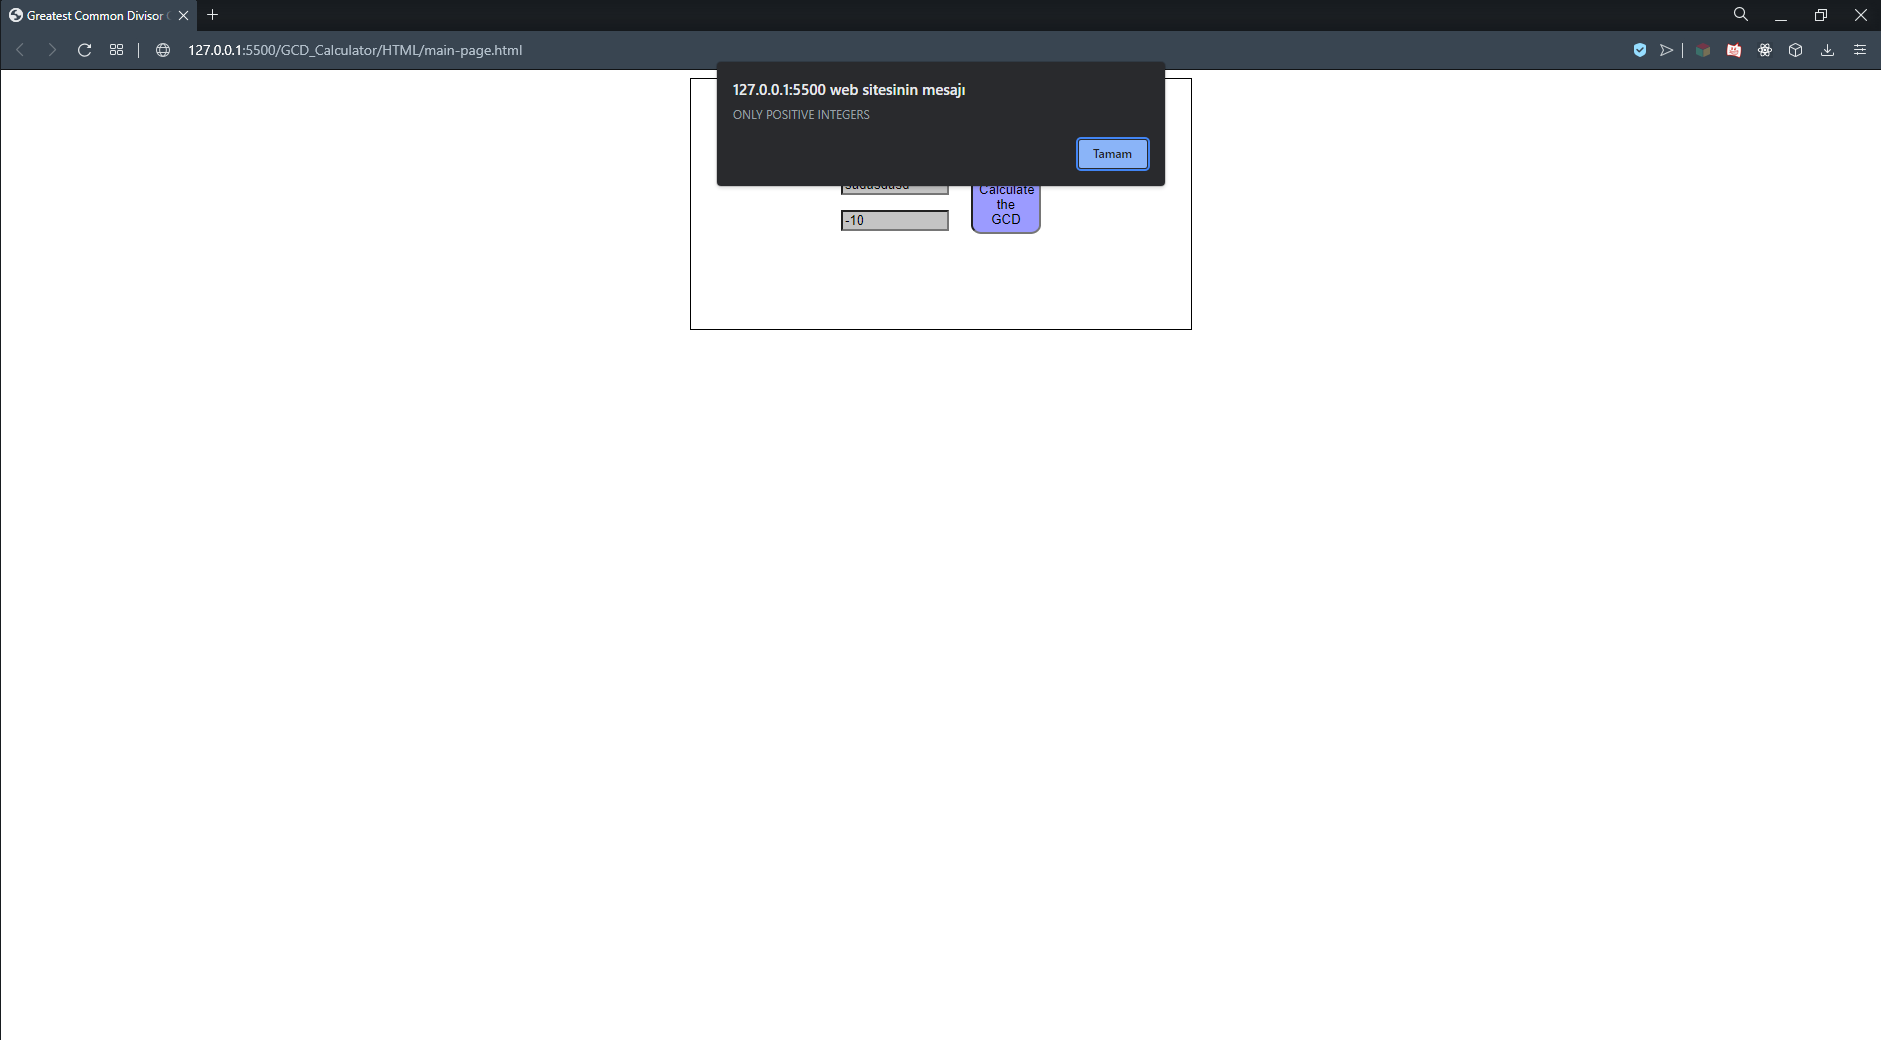 Greatest Common Divisor
127.0.0.1:5500/GCD_Calculator/HTML/main-page.html
127.0.0.1:5500 web sitesinin mesajı
ONLY POSITIVE INTEGERS
Tamam
Calculate
the
GCD
-10